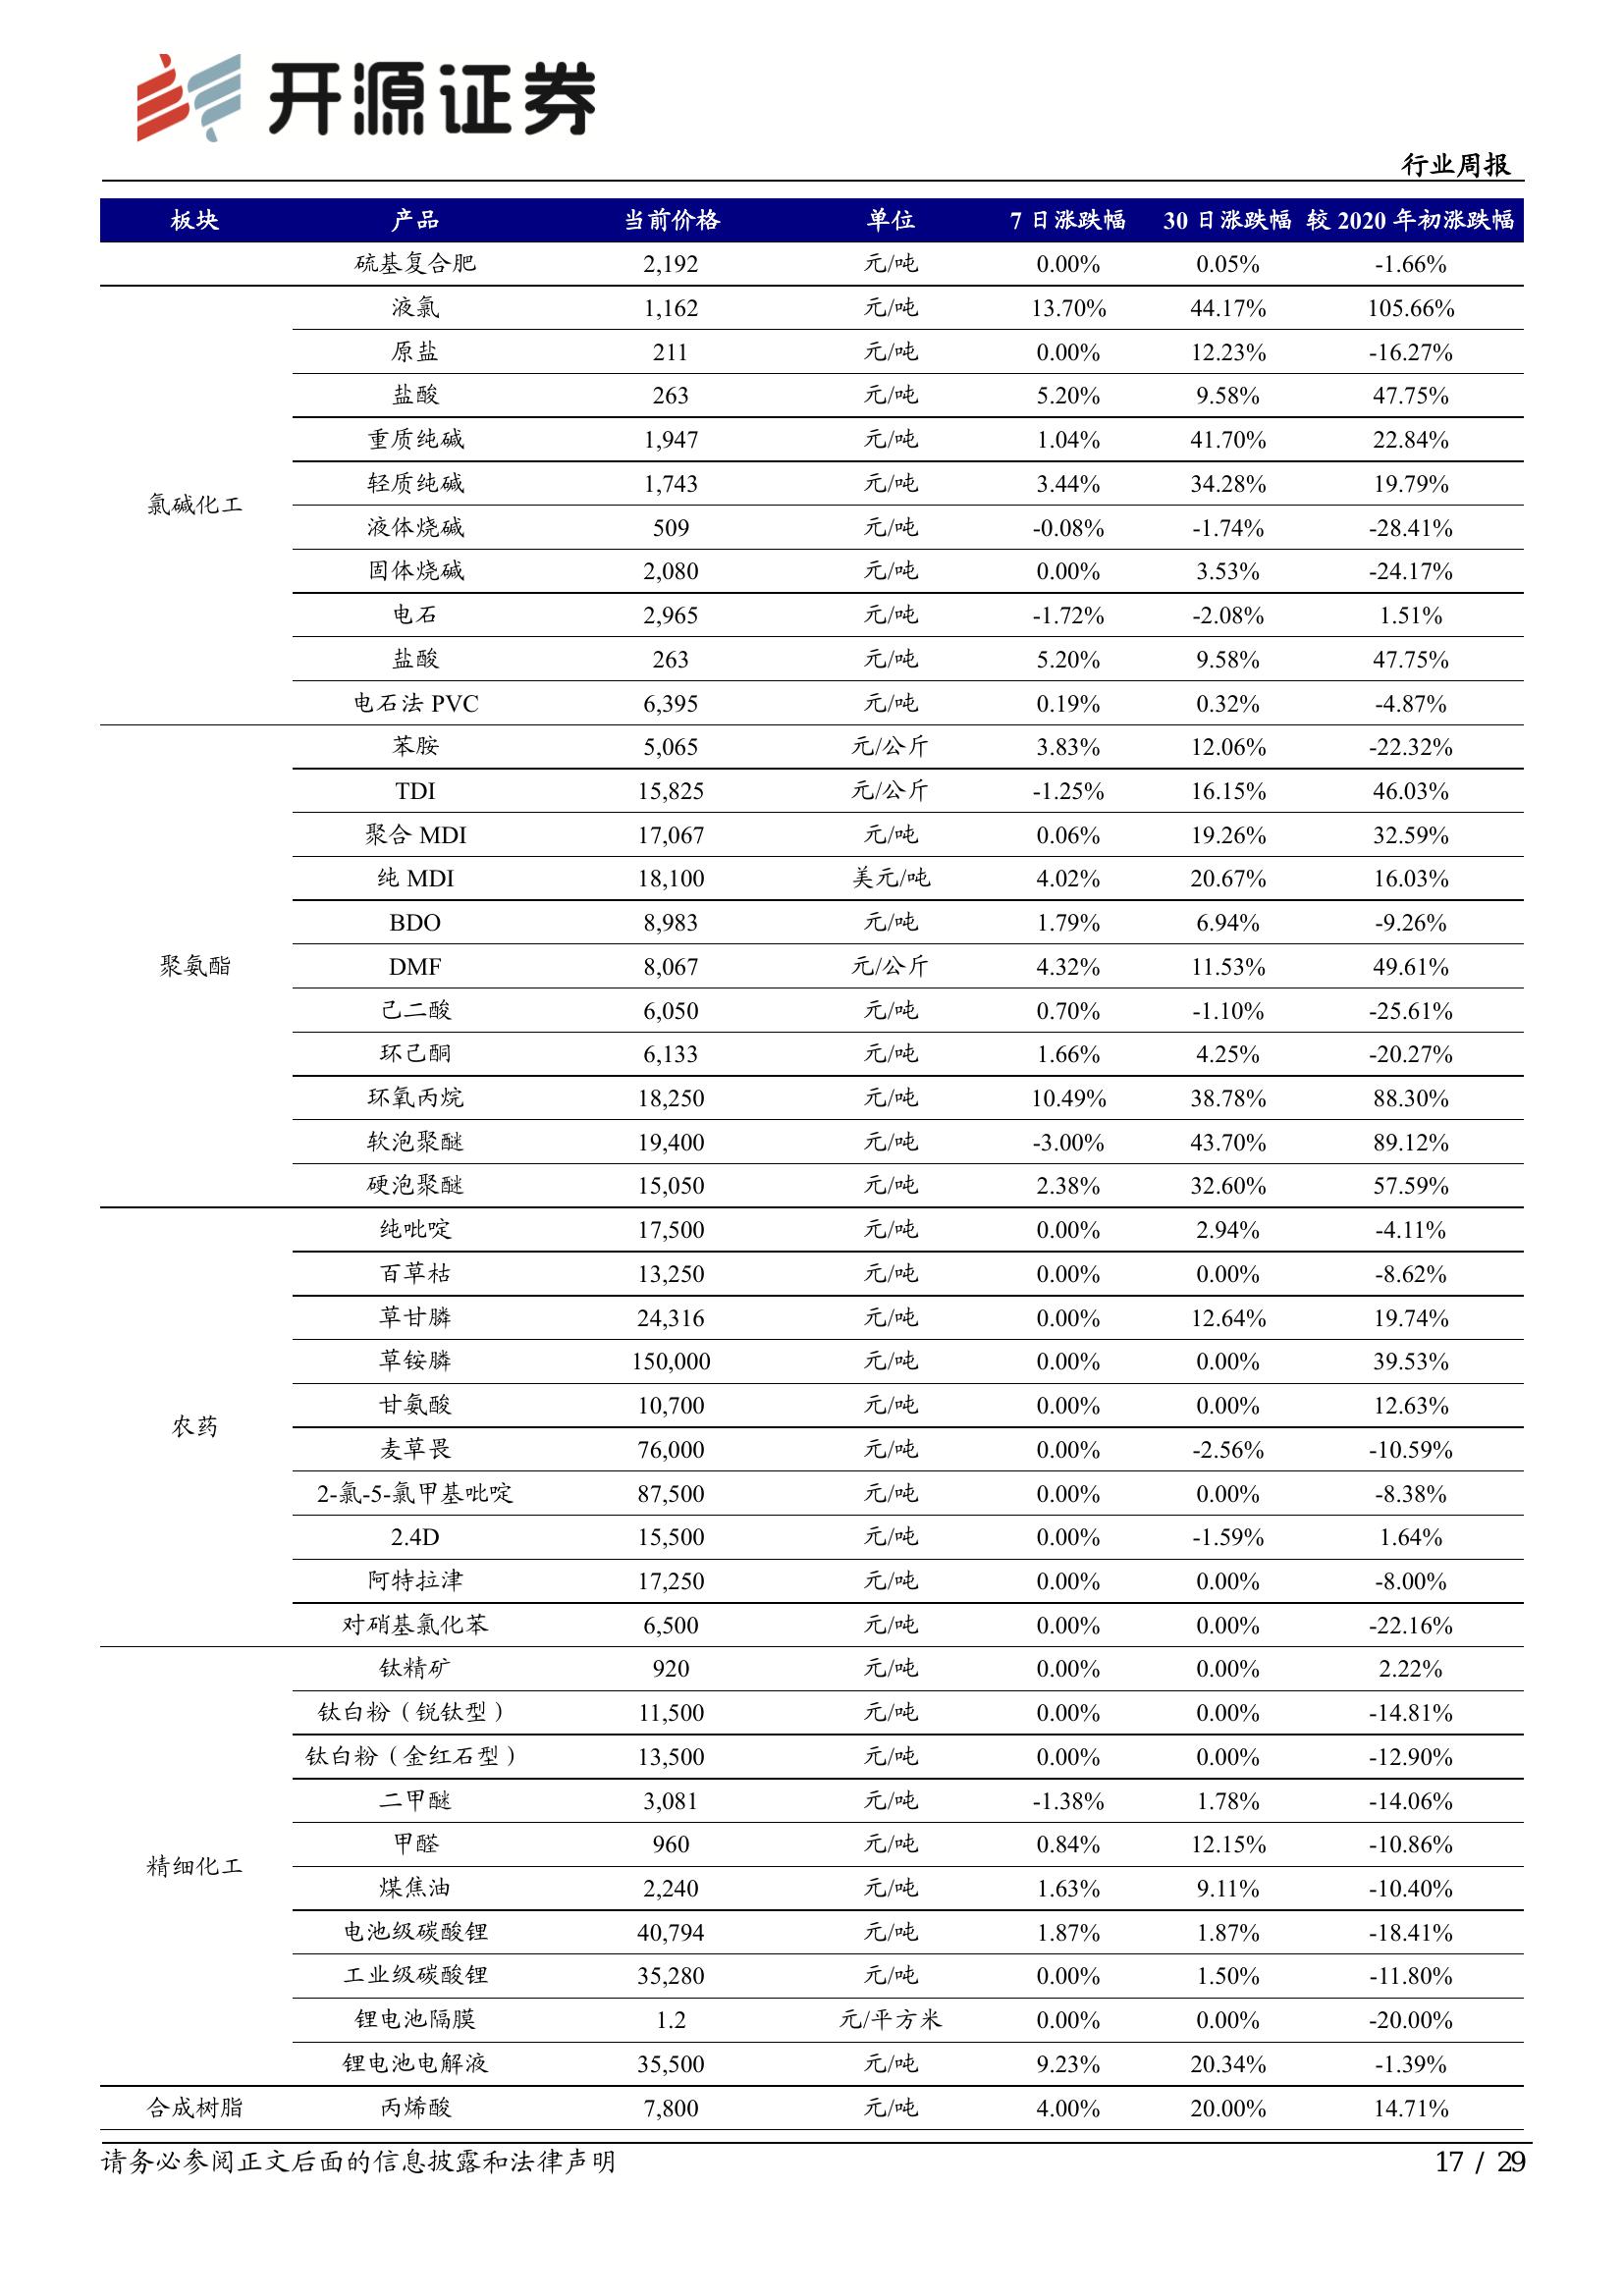 开源证券
行业周报
板块 产品 当前价格 单位 7 日涨跌幅 30 日涨跌幅 较 2020 年初涨跌幅
硫基复合肥 2,192 元/吨 0.00% 0.05% -1.66%
氯碱化工
液氯 1,162 元/吨 13.70% 44.17% 105.66%
原盐 211 元/吨 0.00% 12.23% -16.27%
盐酸 263 元/吨 5.20% 9.58% 47.75%
重质纯碱 1,947 元/吨 1.04% 41.70% 22.84%
轻质纯碱 1,743 元/吨 3.44% 34.28% 19.79%
液体烧碱 509 元/吨 -0.08% -1.74% -28.41%
固体烧碱 2,080 元/吨 0.00% 3.53% -24.17%
电石 2,965 元/吨 -1.72% -2.08% 1.51%
盐酸 263 元/吨 5.20% 9.58% 47.75%
电石法 PVC 6,395 元/吨 0.19% 0.32% -4.87%
聚氨酯
苯胺 5,065 元/公斤 3.83% 12.06% -22.32%
TDI 15,825 元/公斤 -1.25% 16.15% 46.03%
聚合 MDI 17,067 元/吨 0.06% 19.26% 32.59%
纯 MDI 18,100 美元/吨 4.02% 20.67% 16.03%
BDO 8,983 元/吨 1.79% 6.94% -9.26%
DMF 8,067 元/公斤 4.32% 11.53% 49.61%
己二酸 6,050 元/吨 0.70% -1.10% -25.61%
环己酮 6,133 元/吨 1.66% 4.25% -20.27%
环氧丙烷 18,250 元/吨 10.49% 38.78% 88.30%
软泡聚醚 19,400 元/吨 -3.00% 43.70% 89.12%
硬泡聚醚 15,050 元/吨 2.38% 32.60% 57.59%
农药
纯吡啶 17,500 元/吨 0.00% 2.94% -4.11%
百草枯 13,250 元/吨 0.00% 0.00% -8.62%
草甘膦 24,316 元/吨 0.00% 12.64% 19.74%
草铵膦 150,000 元/吨 0.00% 0.00% 39.53%
甘氨酸 10,700 元/吨 0.00% 0.00% 12.63%
麦草畏 76,000 元/吨 0.00% -2.56% -10.59%
2-氯-5-氯甲基吡啶 87,500 元/吨 0.00% 0.00% -8.38%
2.4D 15,500 元/吨 0.00% -1.59% 1.64%
阿特拉津 17,250 元/吨 0.00% 0.00% -8.00%
对硝基氯化苯 6,500 元/吨 0.00% 0.00% -22.16%
精细化工
钛精矿 920 元/吨 0.00% 0.00% 2.22%
钛白粉（锐钛型） 11,500 元/吨 0.00% 0.00% -14.81%
钛白粉（金红石型） 13,500 元/吨 0.00% 0.00% -12.90%
二甲醚 3,081 元/吨 -1.38% 1.78% -14.06%
甲醛 960 元/吨 0.84% 12.15% -10.86%
煤焦油 2,240 元/吨 1.63% 9.11% -10.40%
电池级碳酸锂 40,794 元/吨 1.87% 1.87% -18.41%
工业级碳酸锂 35,280 元/吨 0.00% 1.50% -11.80%
锂电池隔膜 1.2 元/平方米 0.00% 0.00% -20.00%
锂电池电解液 35,500 元/吨 9.23% 20.34% -1.39%
合成树脂 丙烯酸 7,800 元/吨 4.00% 20.00% 14.71%
请务必参阅正文后面的信息披露和法律声明 17 / 29